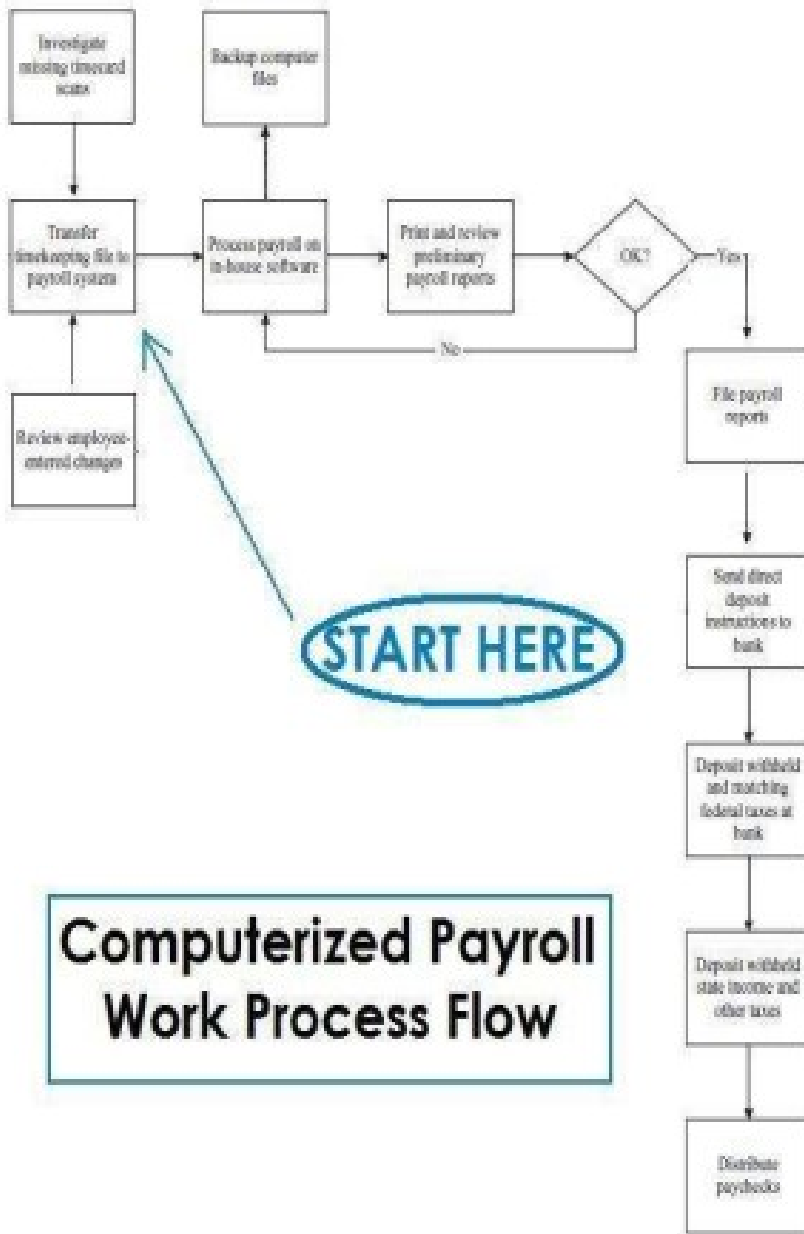 Investigate
missing timecard
scans
Backup computer
files
Transfer
timekeeping file to
payroll system
Process payroll on
in-house software
Print and review
preliminary
payroll reports
OK?
Yes
No
Review employee-
entered changes
File payroll
reports
START HERE
Send direct
deposit
instructions to
bank
Deposit withheld
and matching
federal taxes at
bank
Computerized Payroll
Work Process Flow
Deposit withheld
state income and
other taxes
Distribute
paychecks